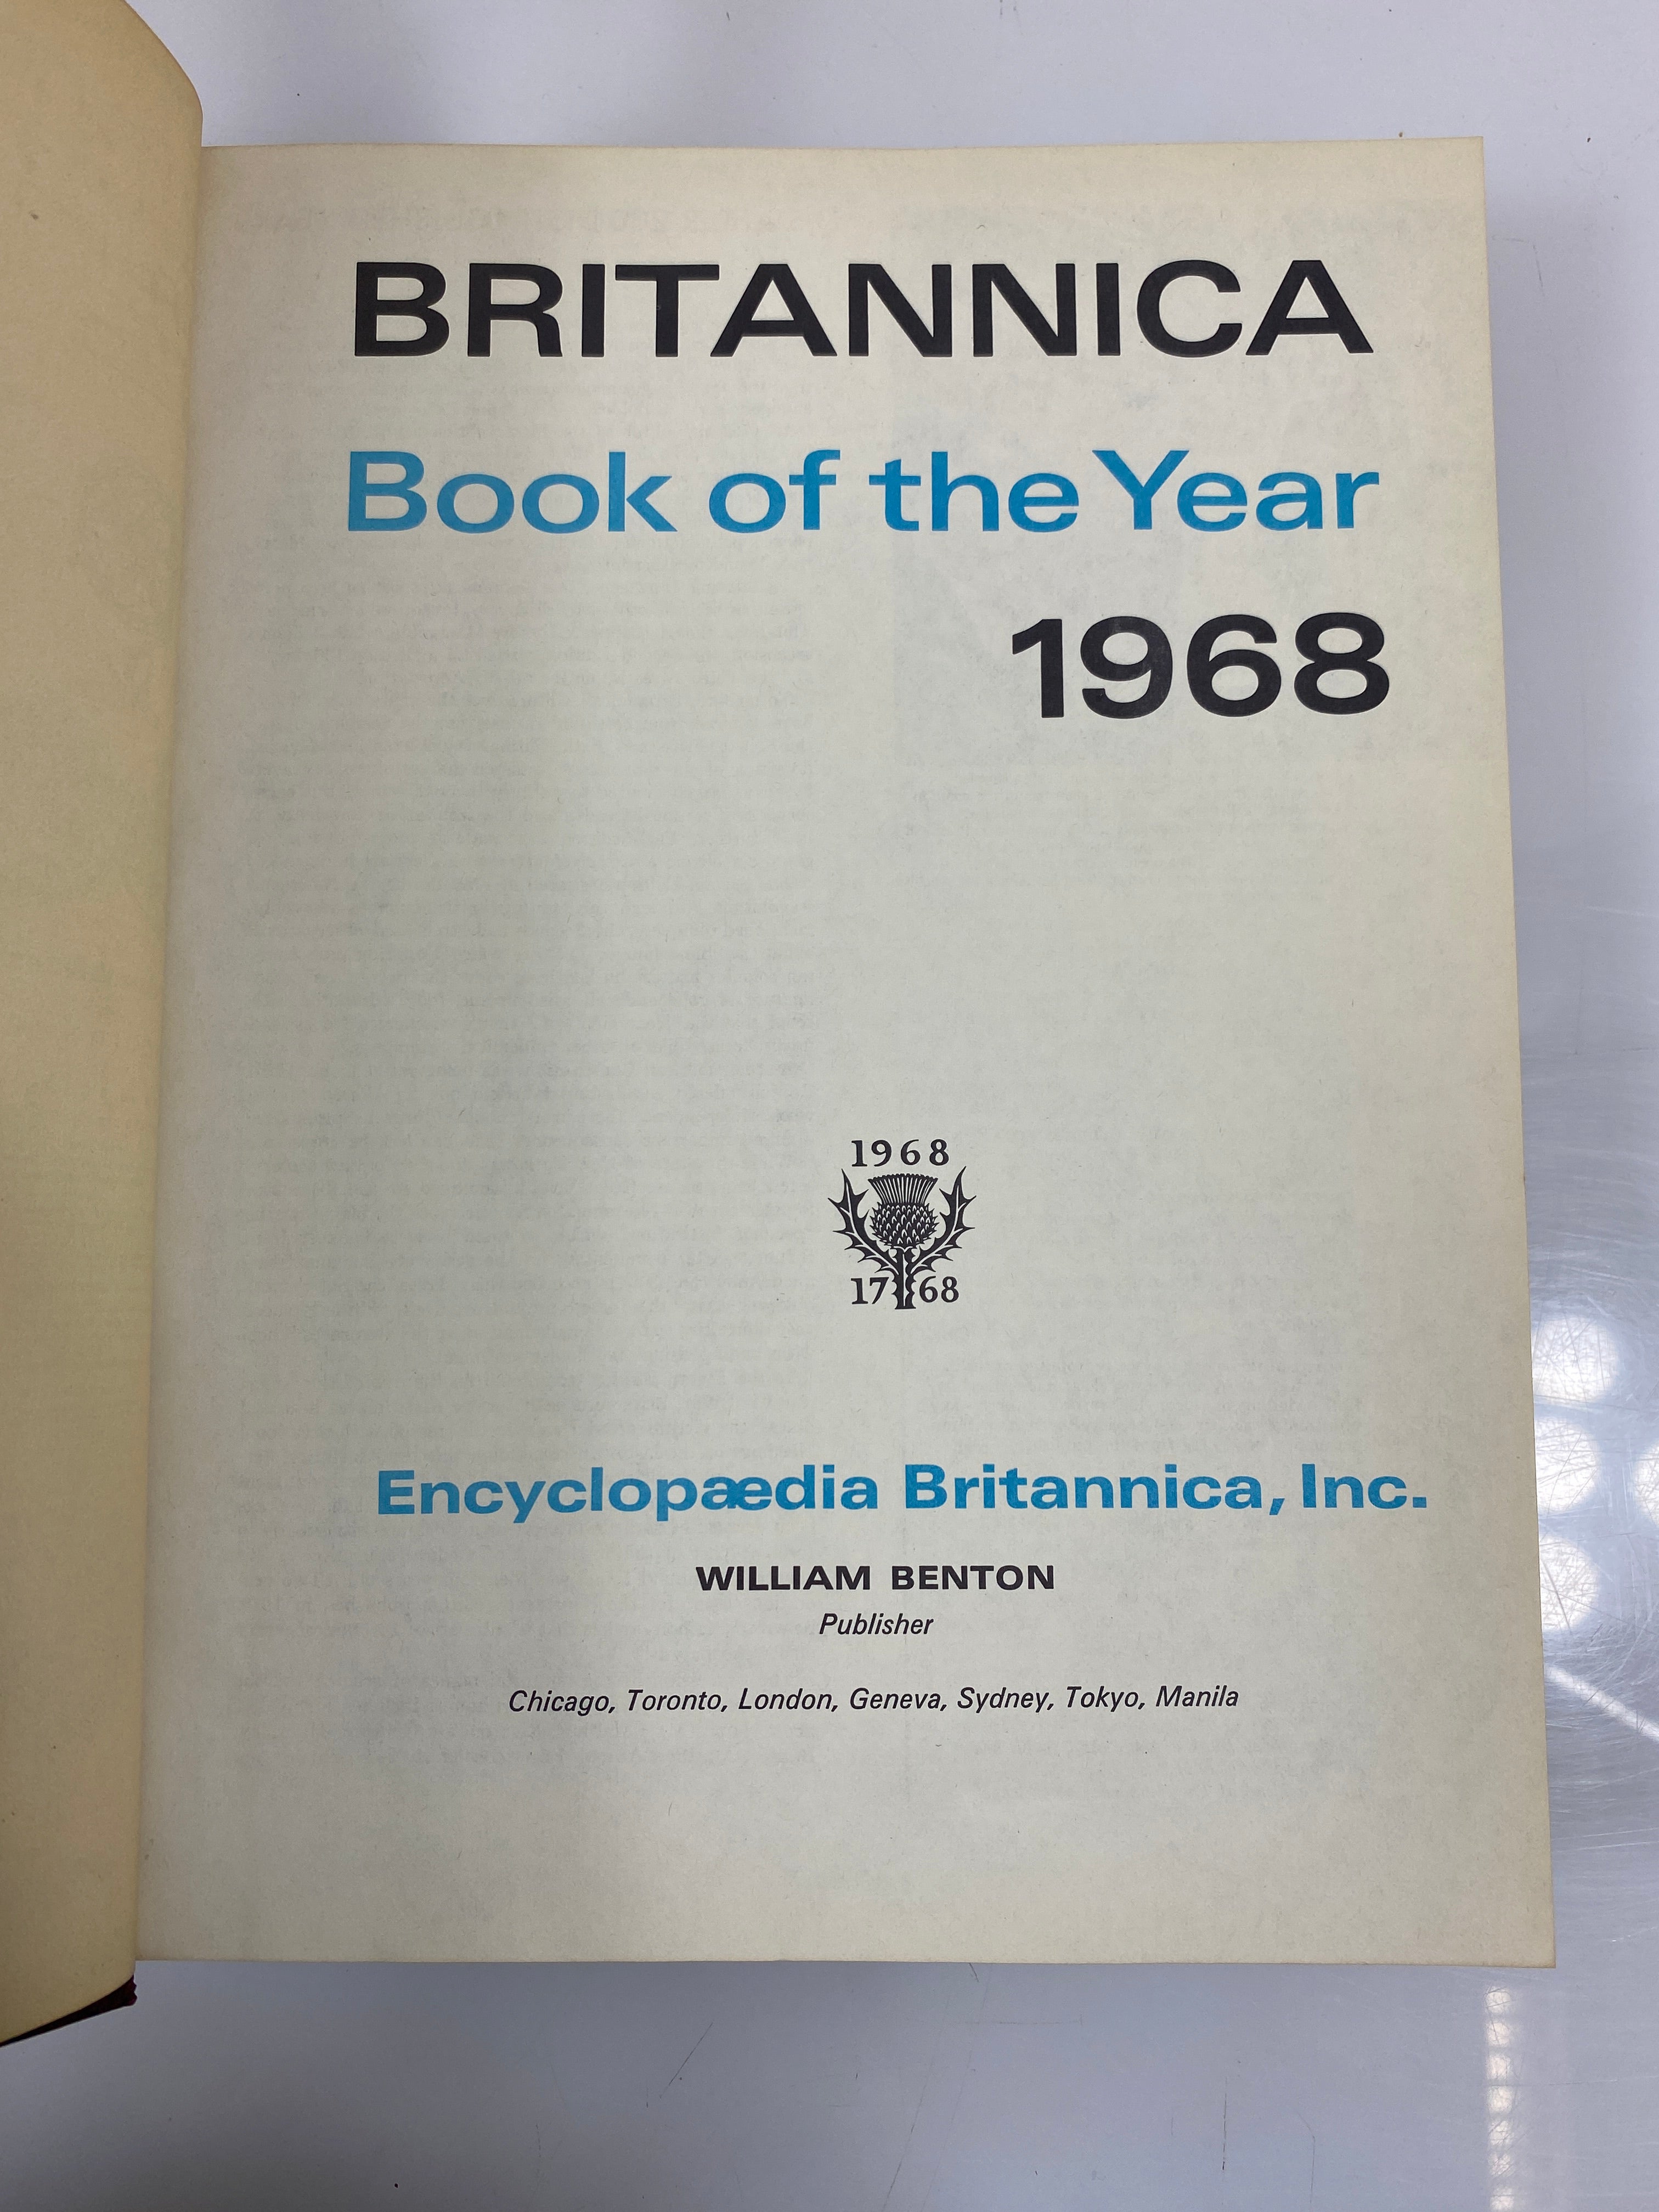 BRITANNICA
Book of the Year
1968
1968
17 68
Encyclopædia Britannica, Inc.
WILLIAM BENTON
Publisher
Chicago, Toronto, London, Geneva, Sydney, Tokyo, Manila